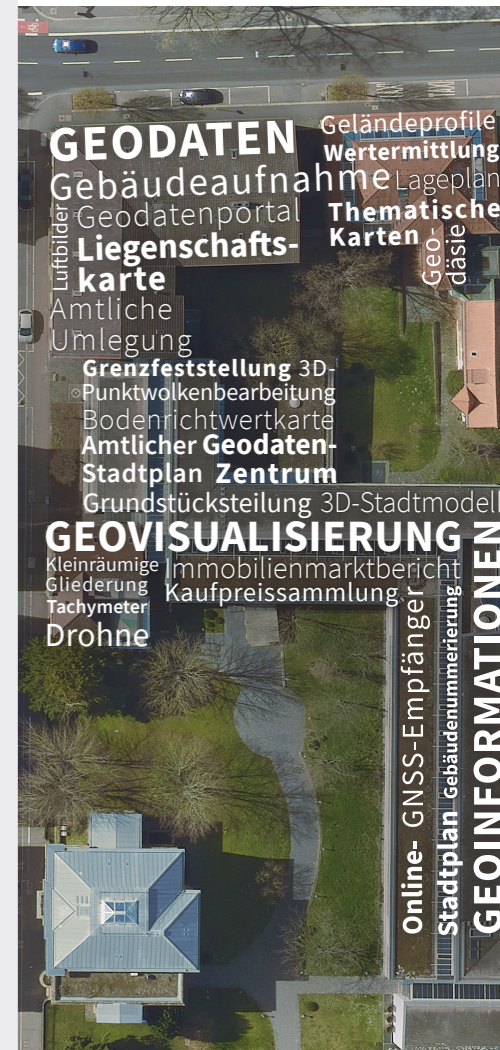 GEODATEN
Geländeprofile
Wertermittlung
Gebäudeaufnahme
Lageplan
Luftbilder
Geodatenportal
Thematische
Karten
Geo-
däsie
Liegenschafts-
karte
Amtliche
Umlegung
Grenzfeststellung 3D-
Punktwolkenbearbeitung
Bodenrichtwertkarte
Amtlicher Geodaten-
Stadtplan Zentrum
Grundstücksteilung 3D-Stadtmodell
GEOVISUALISIERUNG
Kleinräumige
Gliederung
Immobilienmarktbericht
Tachymeter
Kaufpreissammlung
Drohne
Online- GNSS-Empfänger
Stadtplan Gebäudenummerierung
GEOINFORMATIONEN